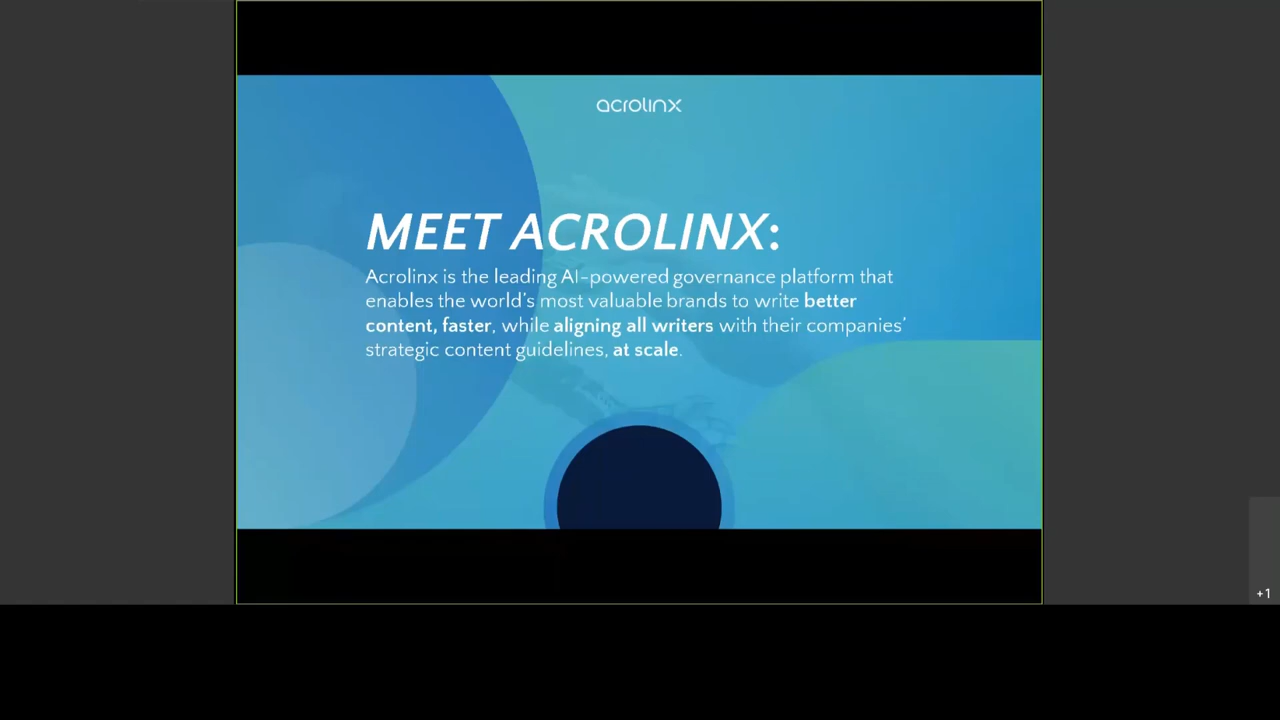 acrolinx
MEET ACROLINX:
Acrolinx is the leading AI-powered governance platform that
enables the world's most valuable brands to write better
content, faster, while aligning all writers with their companies'
strategic content guidelines, at scale.
+1